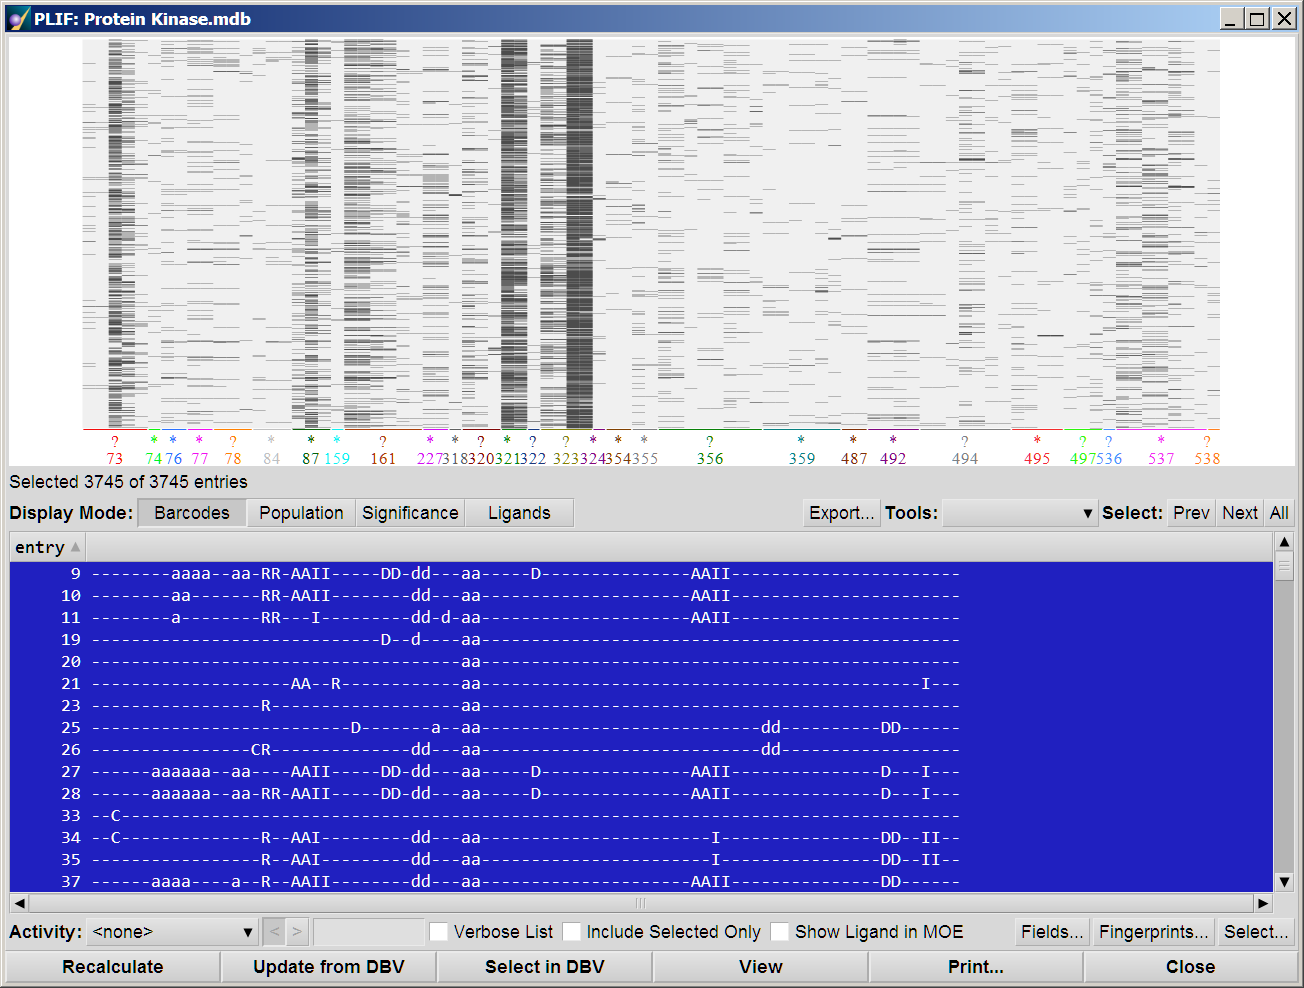 PLIF: Protein Kinase.mdb
? * * * ? * * * ? * * ? * ? ? * * * ? * * * ? * * ? * ?
73 74 76 77 78 84 87 159 161 227 318 320 321 322 323 324 354 355 356 359 487 492 494 495 497 536 537 538
Selected 3745 of 3745 entries
Display Mode: Barcodes Population Significance Ligands Export... Tools: Select: Prev Next All
entry
9 --------aaaa--aa-RR-AAII-----DD-dd---aa-----D---------------AAII-----------------------
10 --------aa-------RR-AAII--------dd---aa---------------------AAII-----------------------
11 --------a--------RR---I---------dd-d-aa---------------------AAII-----------------------
19 -----------------------------D--d----aa------------------------------------------------
20 -------------------------------------aa------------------------------------------------
21 --------------------AA--R------------aa--------------------------------------------I---
23 -----------------R-------------------aa------------------------------------------------
25 --------------------------D-------a--aa----------------------------dd----------DD------
26 ----------------CR--------------dd---aa----------------------------dd------------------
27 ------aaaaaa--aa----AAII-----DD-dd---aa-----D---------------AAII---------------D---I---
28 ------aaaaaa--aa-RR-AAII-----DD-dd---aa-----D---------------AAII---------------D---I---
33 --C------------------------------------------------------------------------------------
34 --C--------------R--AAI---------dd---aa-----------------------I----------------DD--II--
35 -----------------R--AAI---------dd---aa-----------------------I----------------DD--II--
37 ------aaaa----a--R--AAII--------dd---aa---------------------AAII---------------DD------
Activity: <none> < > Verbose List Include Selected Only Show Ligand in MOE Fields... Fingerprints... Select...
Recalculate Update from DBV Select in DBV View Print... Close